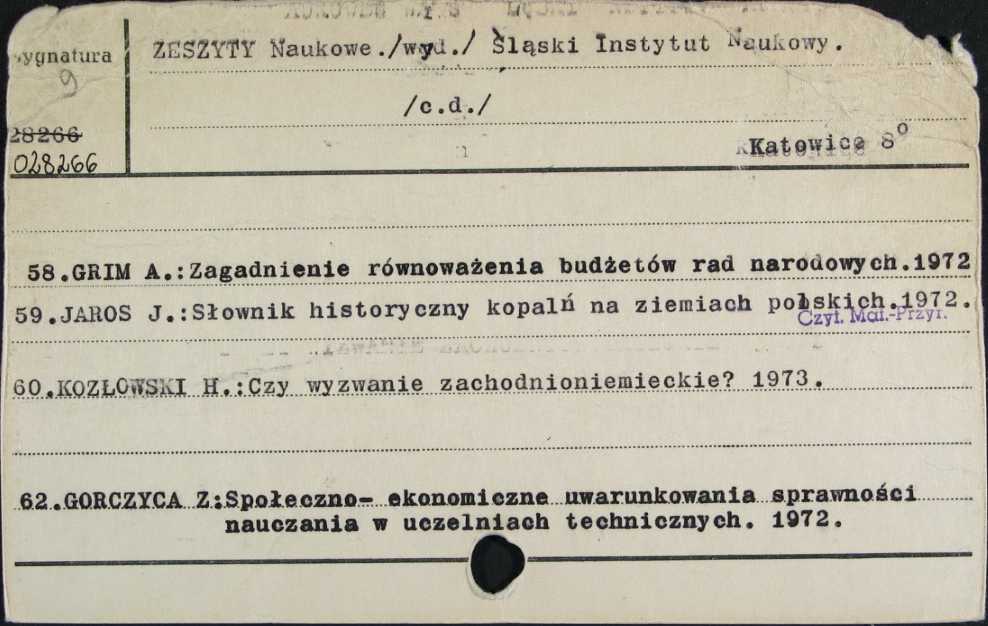 ZESZYTY Naukowe./wyd./ Śląski Instytut Naukowy.
Sygnatura
9
/c.d./
28266
028266
Katowice 8°
58.GRIM A.:Zagadnienie równoważenia budżetów rad narodowych.1972
59.JAROS J.:Słownik historyczny kopalń na ziemiach polskich.1972.
Czyt. Mat.-Przyr.
60.KOZŁOWSKI H.:Czy wyzwanie zachodnioniemieckie? 1973.
62.GORCZYCA Z:Społeczno- ekonomiczne uwarunkowania sprawności
nauczania w uczelniach technicznych. 1972.